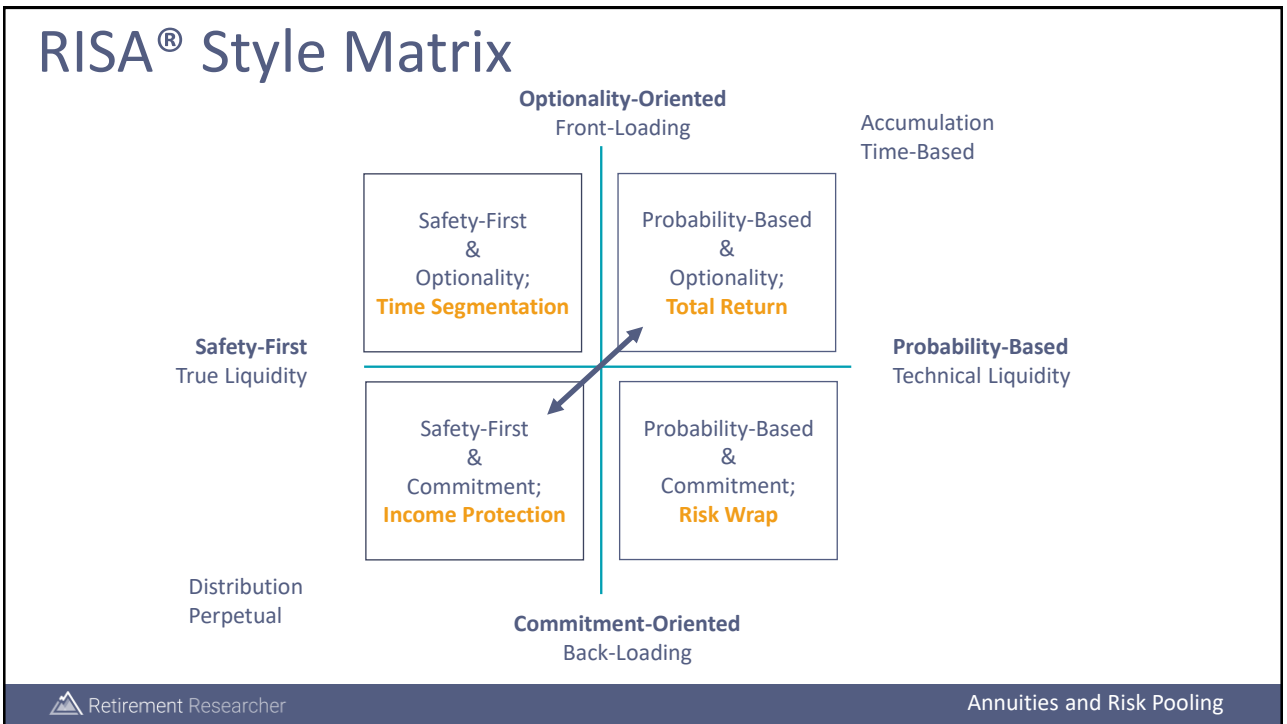 RISA® Style Matrix
Optionality-Oriented
Front-Loading
Accumulation
Time-Based
Safety-First
&
Optionality;
Time Segmentation
Probability-Based
&
Optionality;
Total Return
Safety-First
True Liquidity
Probability-Based
Technical Liquidity
Safety-First
&
Commitment;
Income Protection
Probability-Based
&
Commitment;
Risk Wrap
Distribution
Perpetual
Commitment-Oriented
Back-Loading
Retirement Researcher
Annuities and Risk Pooling